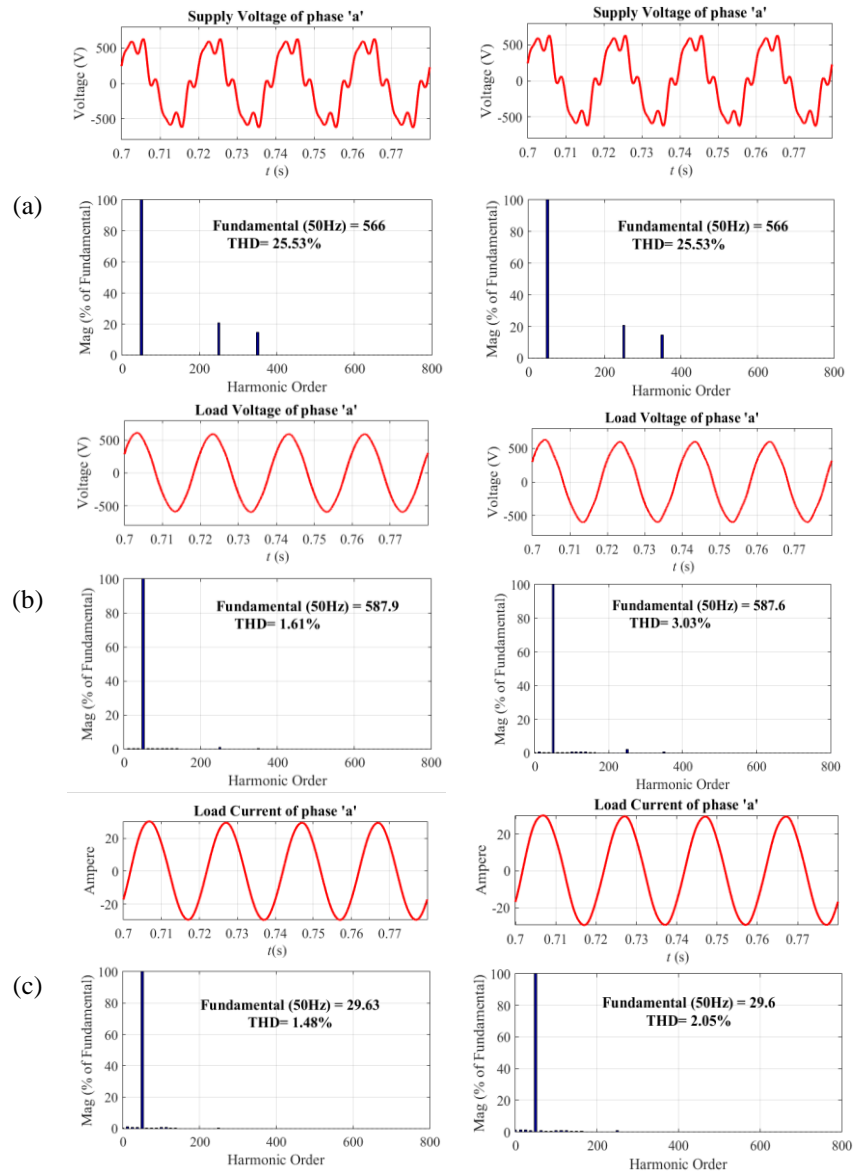 Supply Voltage of phase 'a'
Voltage (V)
500
0
-500
0.7 0.71 0.72 0.73 0.74 0.75 0.76 0.77
t (s)
Supply Voltage of phase 'a'
Voltage (V)
500
0
-500
0.7 0.71 0.72 0.73 0.74 0.75 0.76 0.77
t (s)
(a)
Mag (% of Fundamental)
100
80
60
40
20
0
Fundamental (50Hz) = 566
THD= 25.53%
0 200 400 600 800
Harmonic Order
Mag (% of Fundamental)
100
80
60
40
20
0
Fundamental (50Hz) = 566
THD= 25.53%
0 200 400 600 800
Harmonic Order
Load Voltage of phase 'a'
Voltage (V)
500
0
-500
0.7 0.71 0.72 0.73 0.74 0.75 0.76 0.77
t (s)
Load Voltage of phase 'a'
Voltage (V)
500
0
-500
0.7 0.71 0.72 0.73 0.74 0.75 0.76 0.77
t (s)
(b)
Mag (% of Fundamental)
100
80
60
40
20
0
Fundamental (50Hz) = 587.9
THD= 1.61%
0 200 400 600 800
Harmonic Order
Mag (% of Fundamental)
100
80
60
40
20
0
Fundamental (50Hz) = 587.6
THD= 3.03%
0 200 400 600 800
Harmonic Order
Load Current of phase 'a'
Ampere
20
0
-20
0.7 0.71 0.72 0.73 0.74 0.75 0.76 0.77
t(s)
Load Current of phase 'a'
Ampere
20
0
-20
0.7 0.71 0.72 0.73 0.74 0.75 0.76 0.77
t (s)
(c)
Mag (% of Fundamental)
100
80
60
40
20
0
Fundamental (50Hz) = 29.63
THD= 1.48%
0 200 400 600 800
Harmonic Order
Mag (% of Fundamental)
100
80
60
40
20
0
Fundamental (50Hz) = 29.6
THD= 2.05%
0 200 400 600 800
Harmonic Order